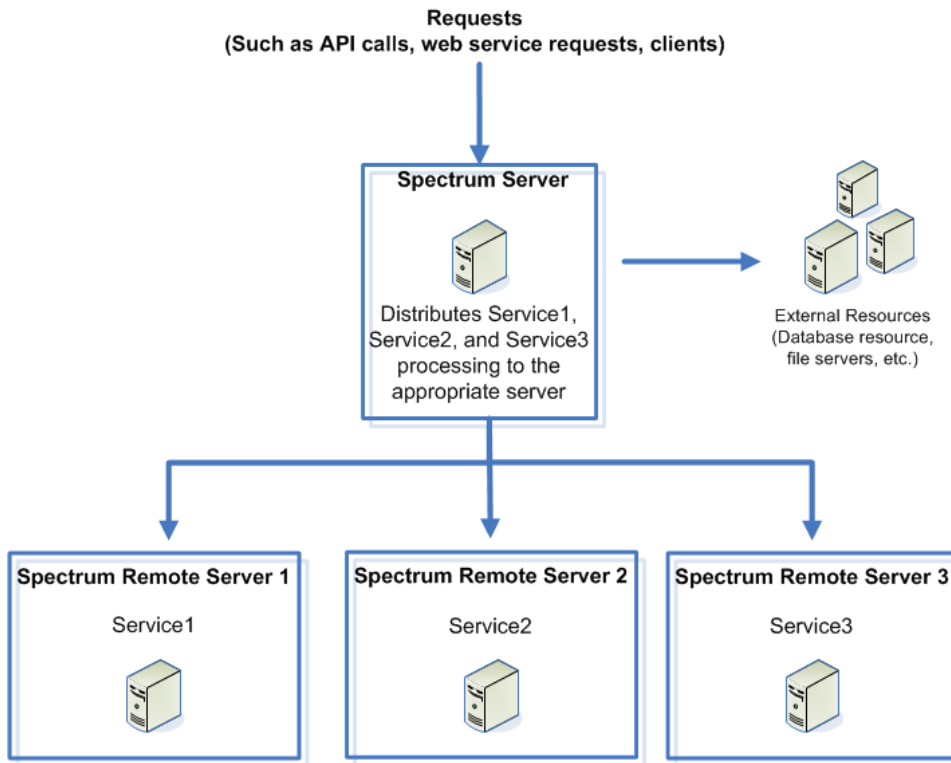 Requests
(Such as API calls, web service requests, clients)
Spectrum Server
Distributes Service1,
Service2, and Service3
processing to the
appropriate server
External Resources
(Database resource,
file servers, etc.)
Spectrum Remote Server 1
Service1
Spectrum Remote Server 2
Service2
Spectrum Remote Server 3
Service3